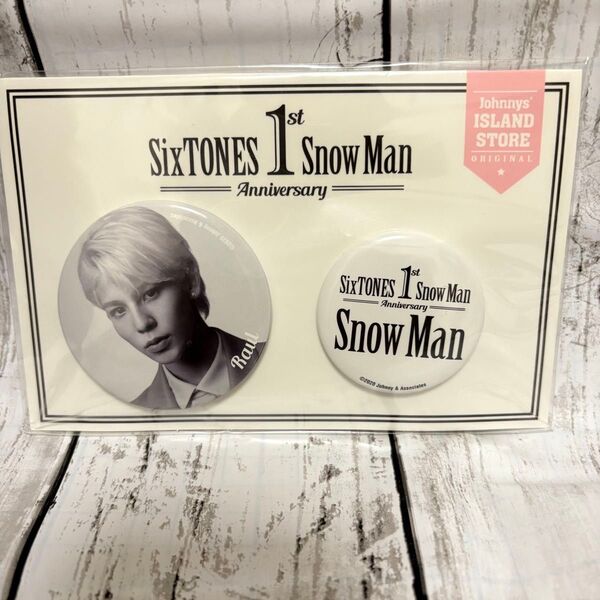 Johnnys'
ISLAND
STORE
ORIGINAL
SixTONES 1st Snow Man
Anniversary
Raul
SixTONES 1st Snow Man
Anniversary
Snow Man
©2020 Johnny & Associates